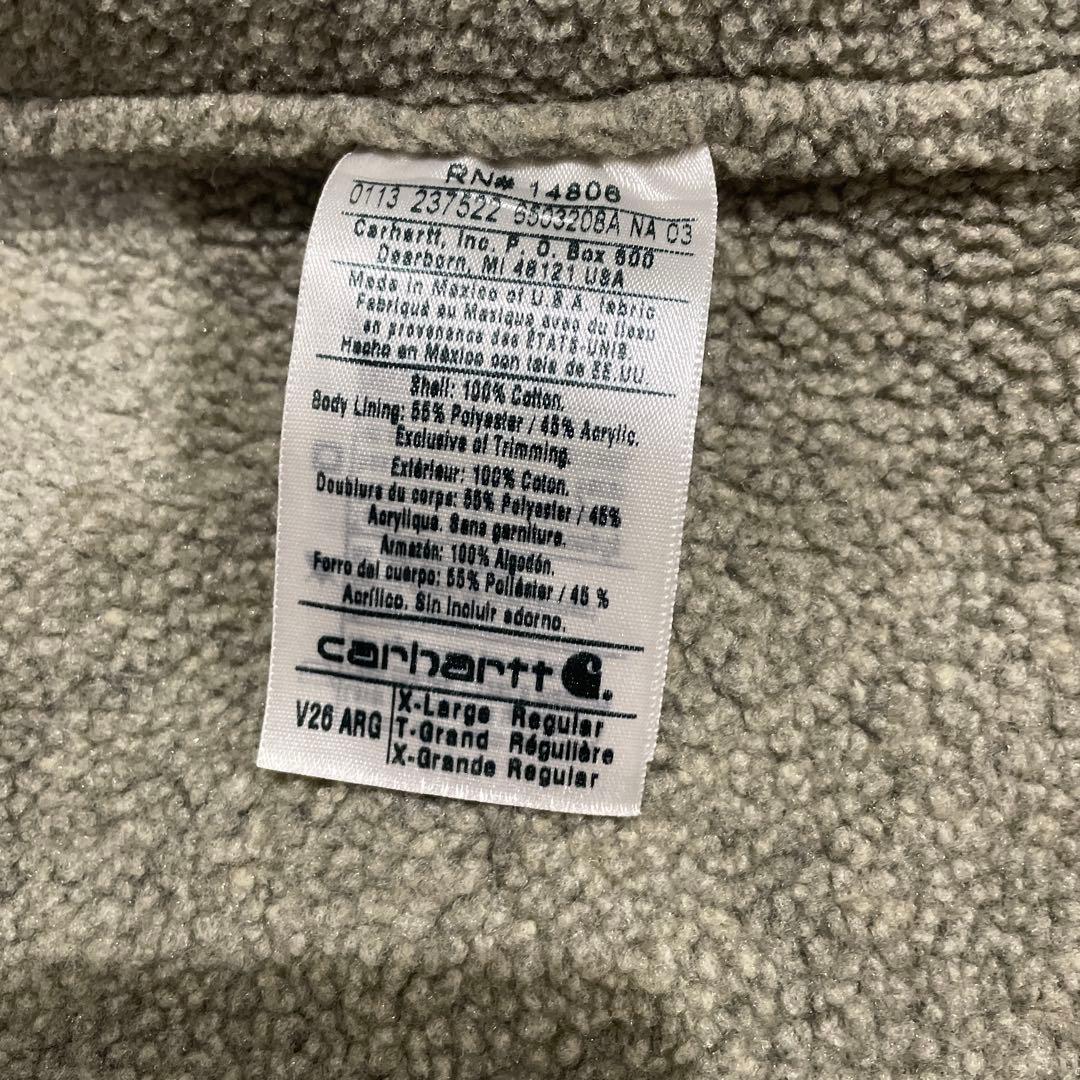 RN# 14806
0113 237522 6503208A NA 03
Carhartt, Inc. P. O. Box 600
Dearborn, MI 48121 USA
Made in Mexico of U.S.A. fabric
Fabriqué au Mexique avec du tissu
en provenance des ÉTATS-UNIS.
Hecho en México con tela de EE.UU
Shell: 100% Cotton.
Body Lining: 55% Polyester / 45% Acrylic.
Exclusive of Trimming.
Extérieur: 100% Coton.
Doublure du corps: 55% Polyester / 45%
Acrylique. Sans garniture.
Armazón: 100% Algodón.
Forro del cuerpo: 55% Poliéster / 45 %
Acrílico. Sin incluir adorno.
carhartt
V26 ARG
X-Large Regular
T-Grand Régulière
X-Grande Regular